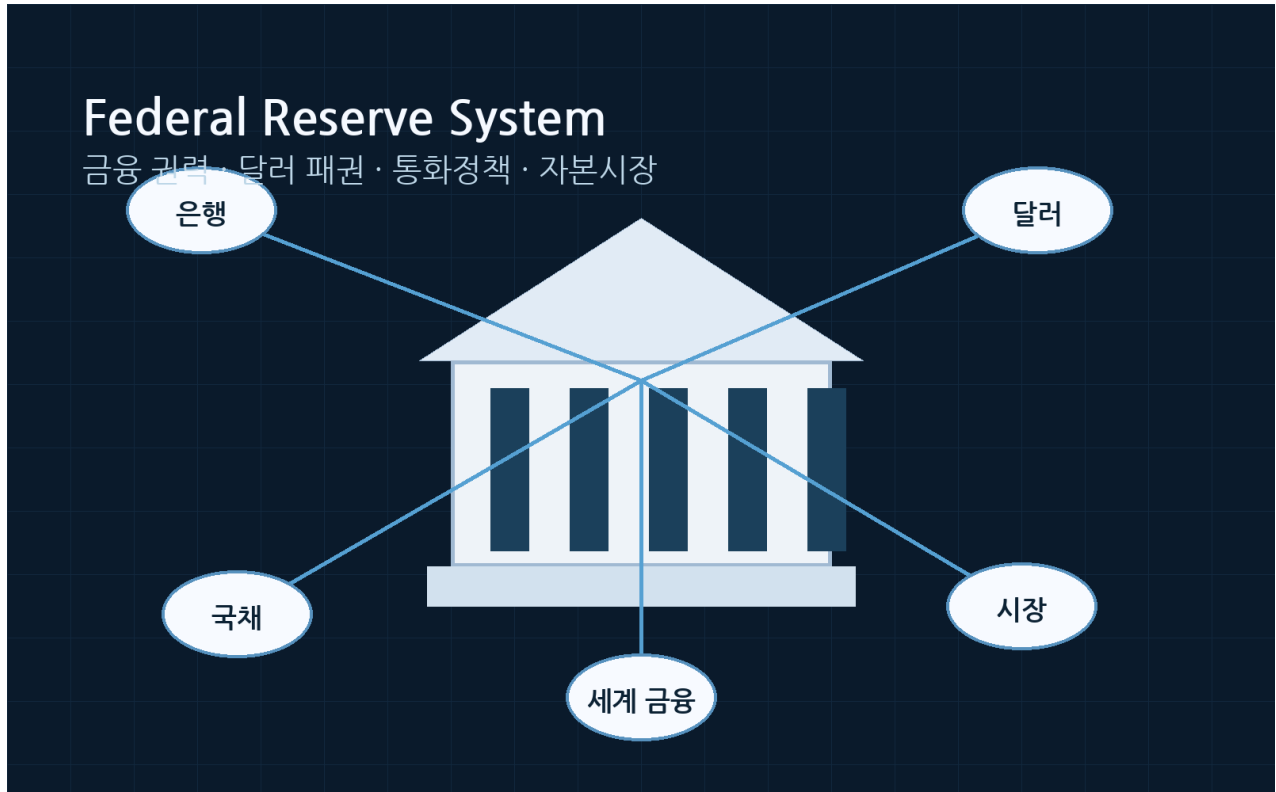 Federal Reserve System
금융 권력 · 달러 패권 · 통화정책 · 자본시장
은행
달러
국채
시장
세계 금융